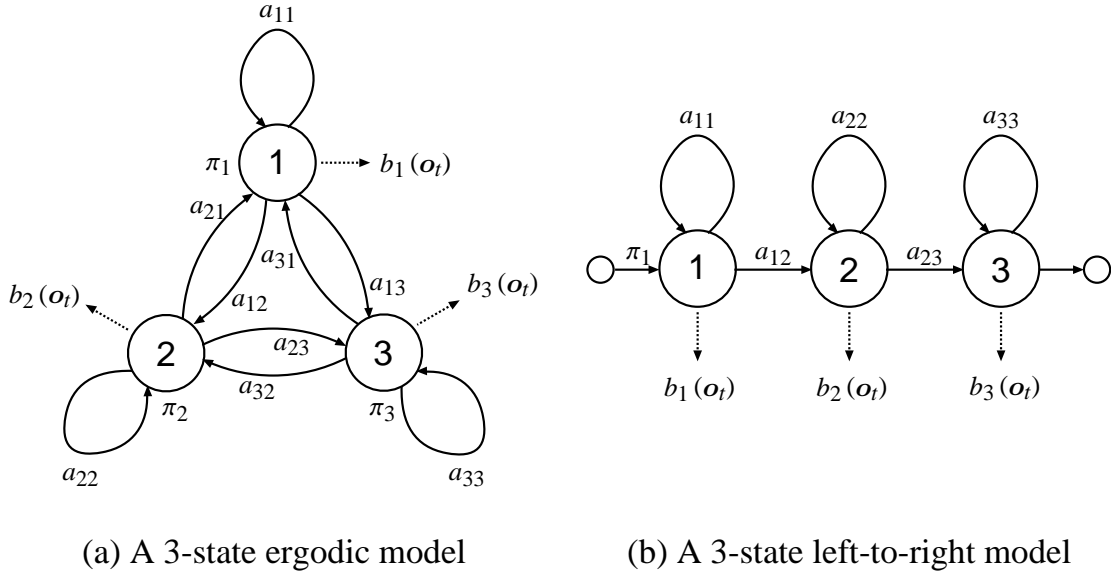 a11
1
π1
b1(ot)
a21
a31
a13
a12
b2(ot)
b3(ot)
2
a23
3
a32
π2
π3
a22
a33
(a) A 3-state ergodic model
a11 a22 a33
π1 1 a12 2 a23 3
b1(ot) b2(ot) b3(ot)
(b) A 3-state left-to-right model